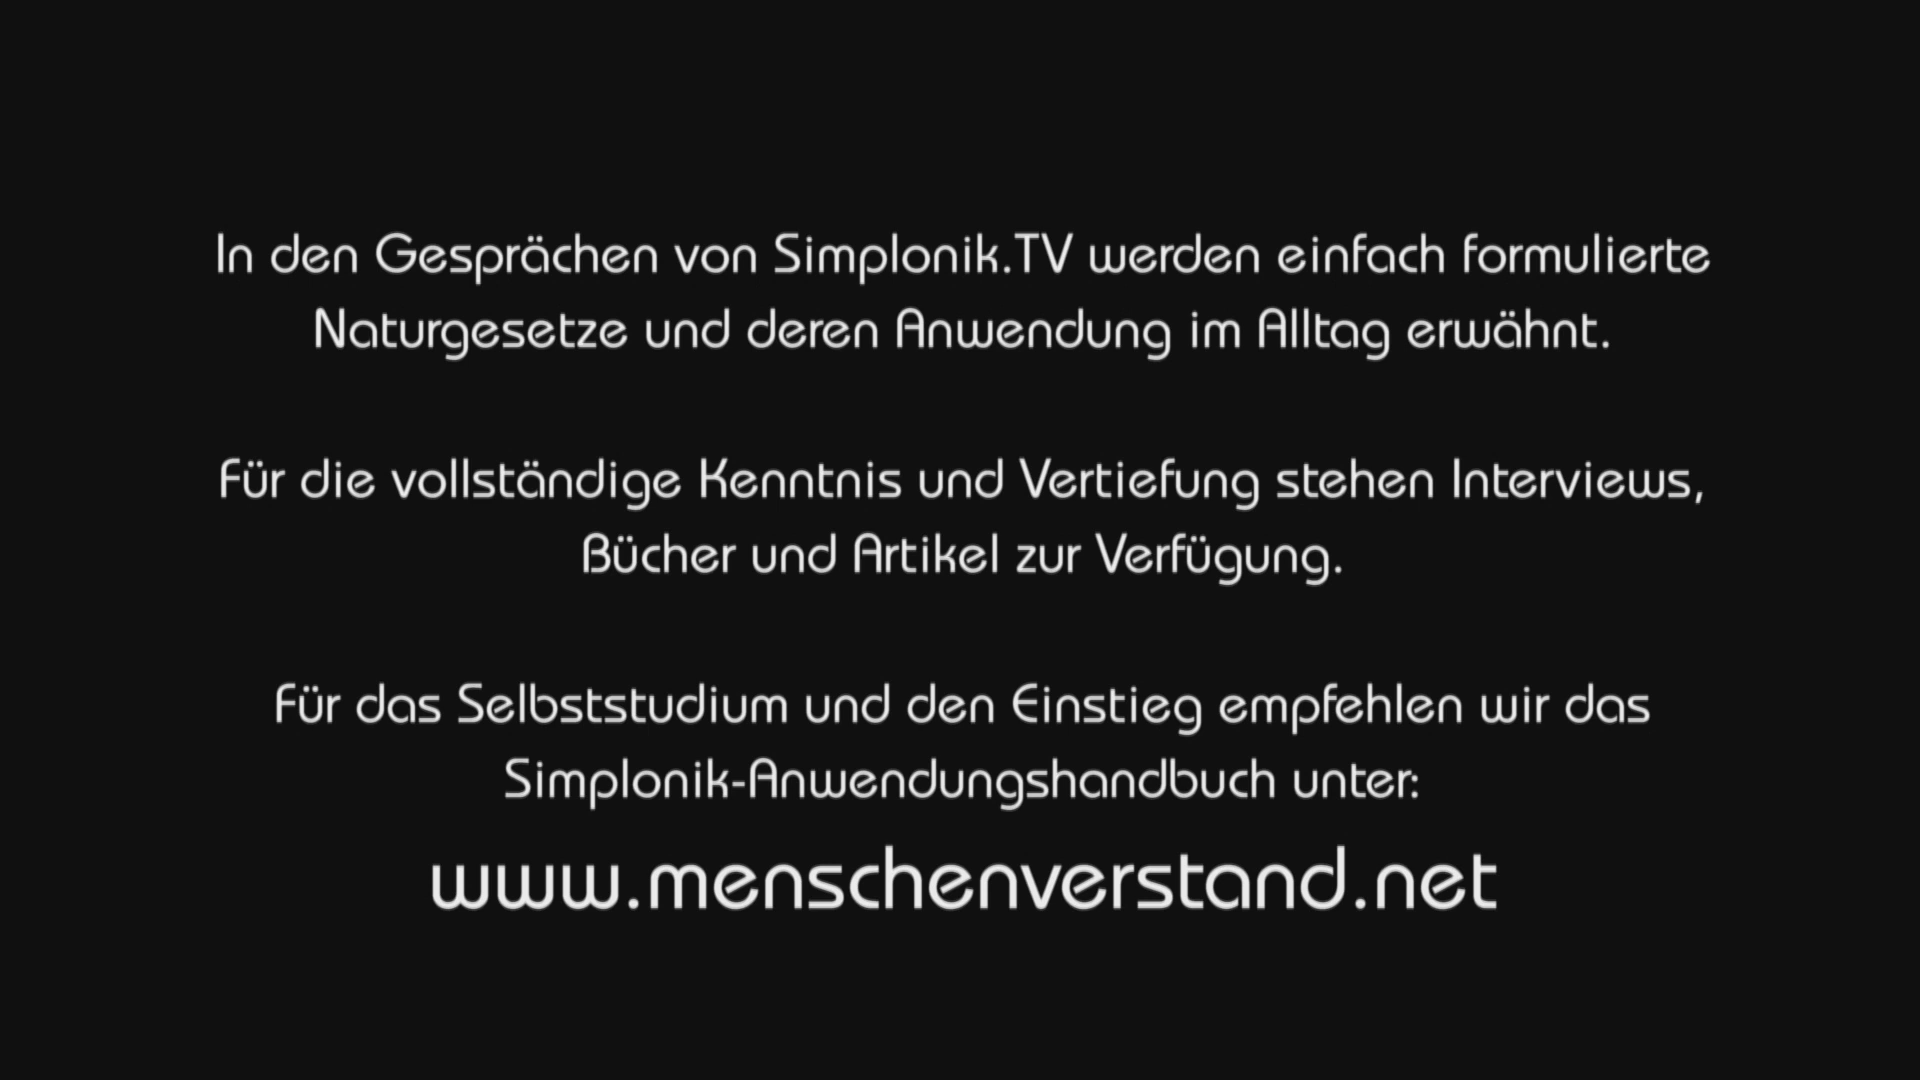 In den Gesprächen von Simplonik.TV werden einfach formulierte
Naturgesetze und deren Anwendung im Alltag erwähnt.
Für die vollständige Kenntnis und Vertiefung stehen Interviews,
Bücher und Artikel zur Verfügung.
Für das Selbststudium und den Einstieg empfehlen wir das
Simplonik-Anwendungshandbuch unter:
www.menschenverstand.net